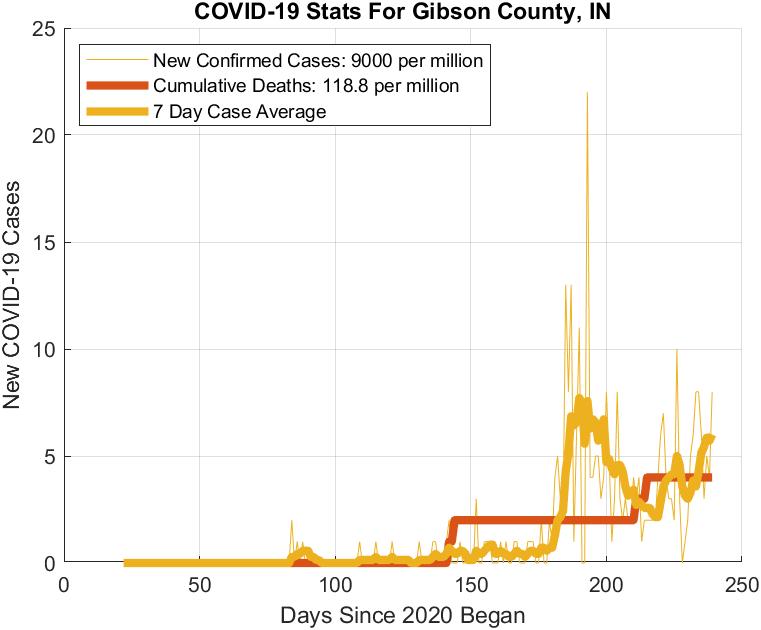 COVID-19 Stats For Gibson County, IN
25
20
15
10
5
0
New Confirmed Cases: 9000 per million
Cumulative Deaths: 118.8 per million
7 Day Case Average
New COVID-19 Cases
0 50 100 150 200 250
Days Since 2020 Began